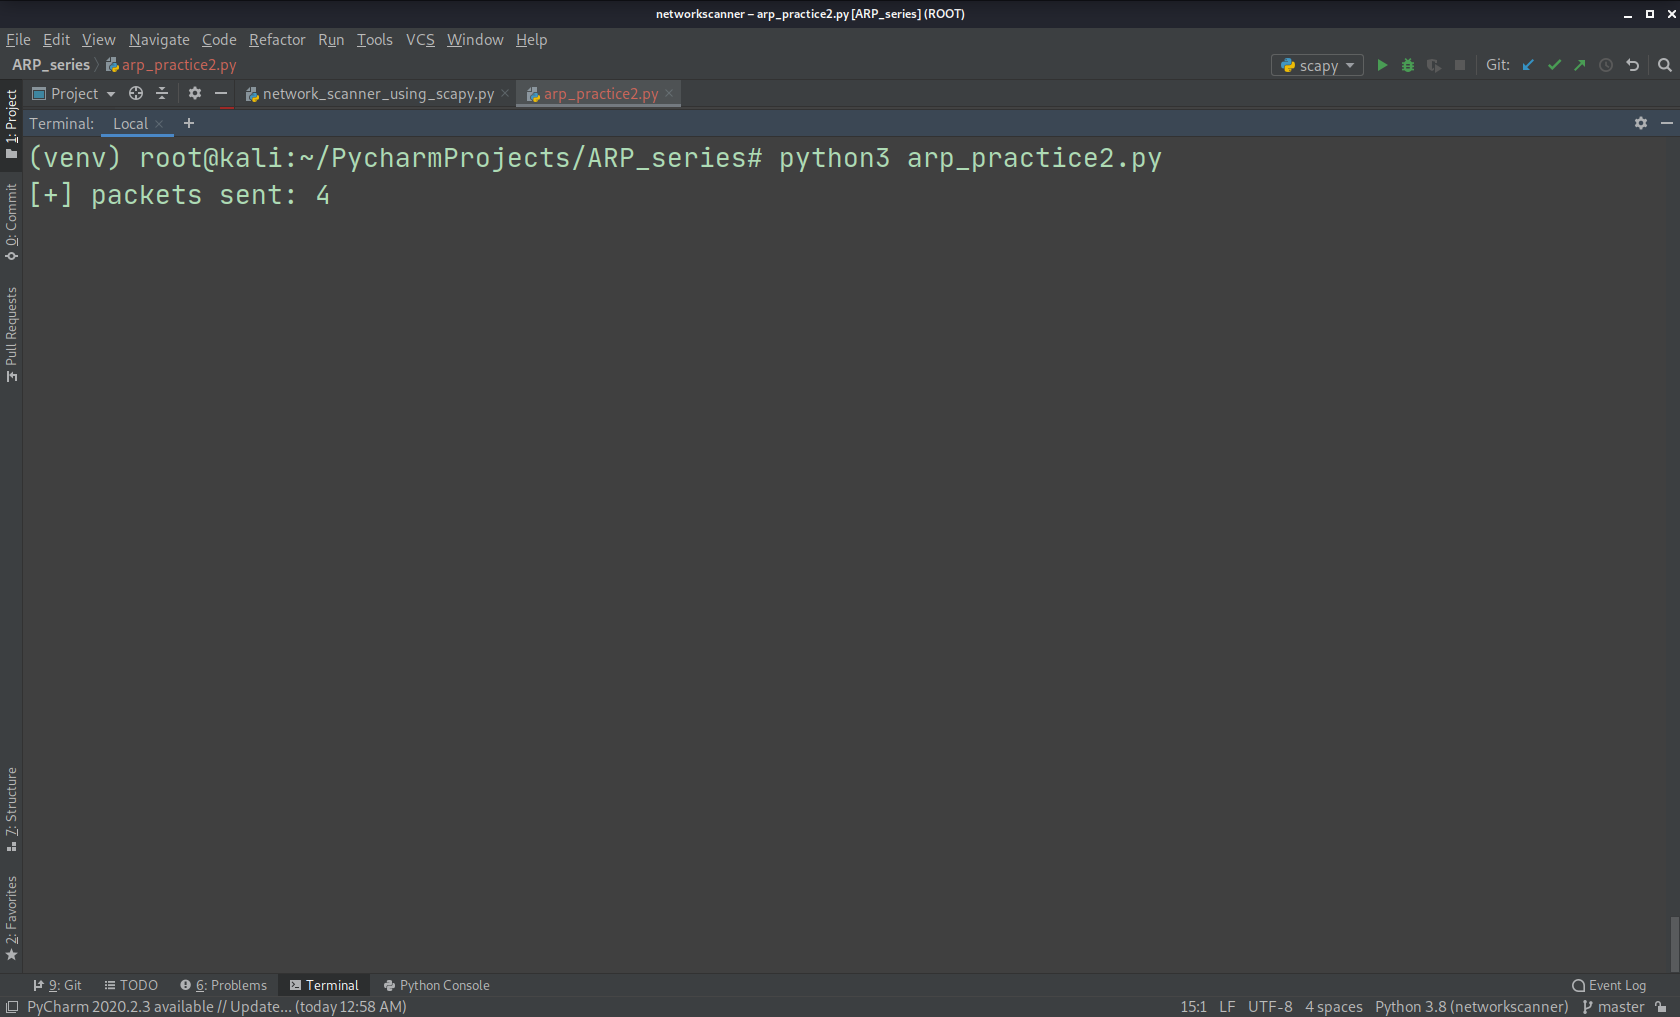 networkscanner – arp_practice2.py [ARP_series] (ROOT)
File Edit View Navigate Code Refactor Run Tools VCS Window Help
ARP_series arp_practice2.py scapy Git:
Project network_scanner_using_scapy.py arp_practice2.py
Terminal: Local +
(venv) root@kali:~/PycharmProjects/ARP_series# python3 arp_practice2.py
[+] packets sent: 4
1: Project
0: Commit
Pull Requests
7: Structure
2: Favorites
9: Git TODO 6: Problems Terminal Python Console Event Log
PyCharm 2020.2.3 available // Update... (today 12:58 AM) 15:1 LF UTF-8 4 spaces Python 3.8 (networkscanner) master